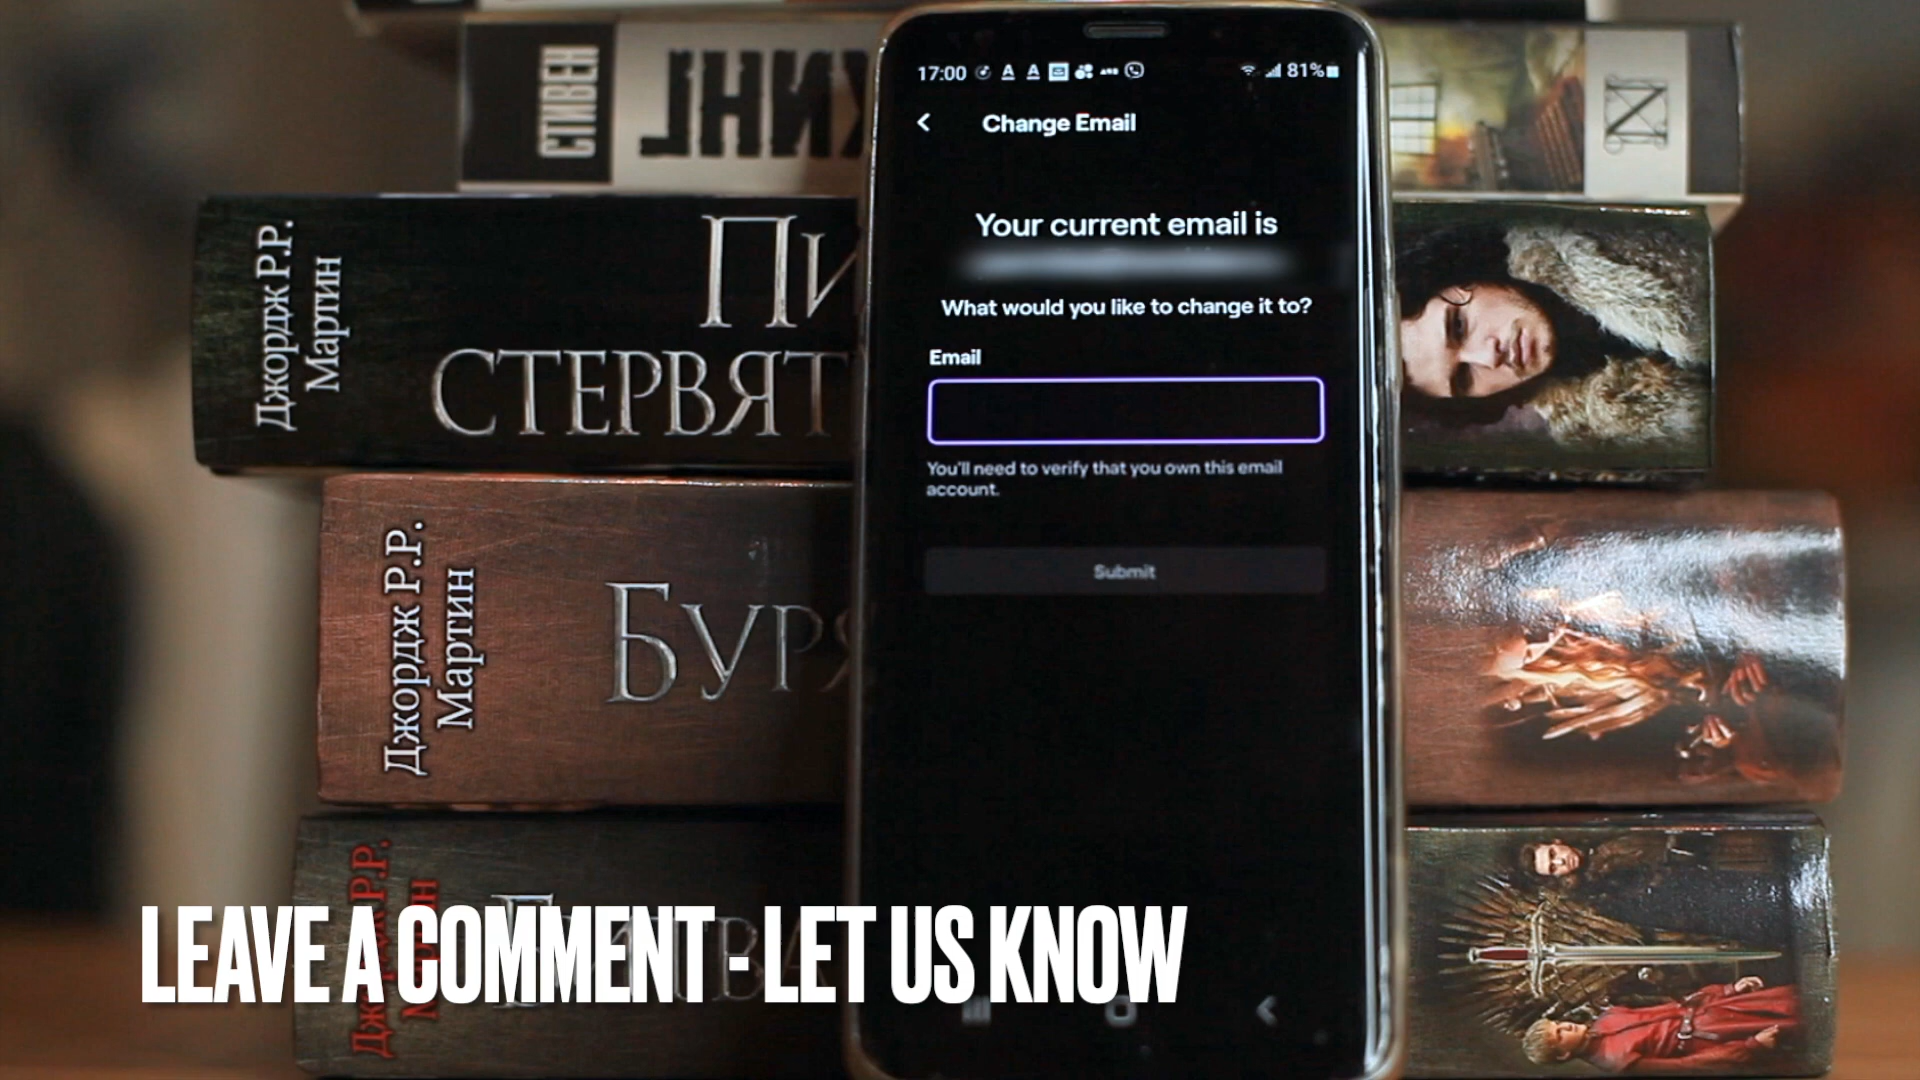 СТИВЕН
КИНГ
N
Джордж Р.Р.
Мартин
СТЕРВЯТ
Джордж Р.Р.
Мартин
БУРЯ
Р.Р.
17:00
81%
Change Email
Your current email is
What would you like to change it to?
Email
You'll need to verify that you own this email
account.
Submit
LEAVE A COMMENT - LET US KNOW